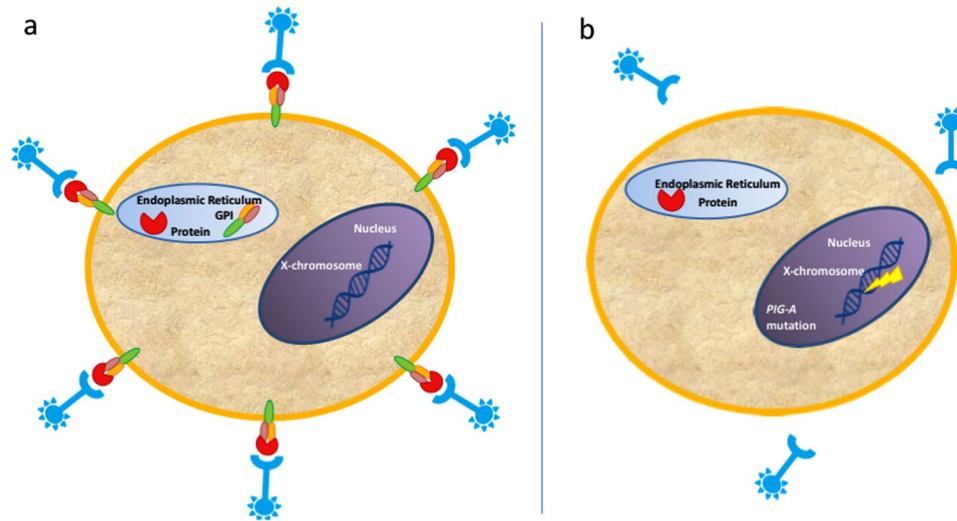 a
Endoplasmic Reticulum
GPI
Protein
Nucleus
X-chromosome
b
Endoplasmic Reticulum
Protein
Nucleus
X-chromosome
PIG-A
mutation